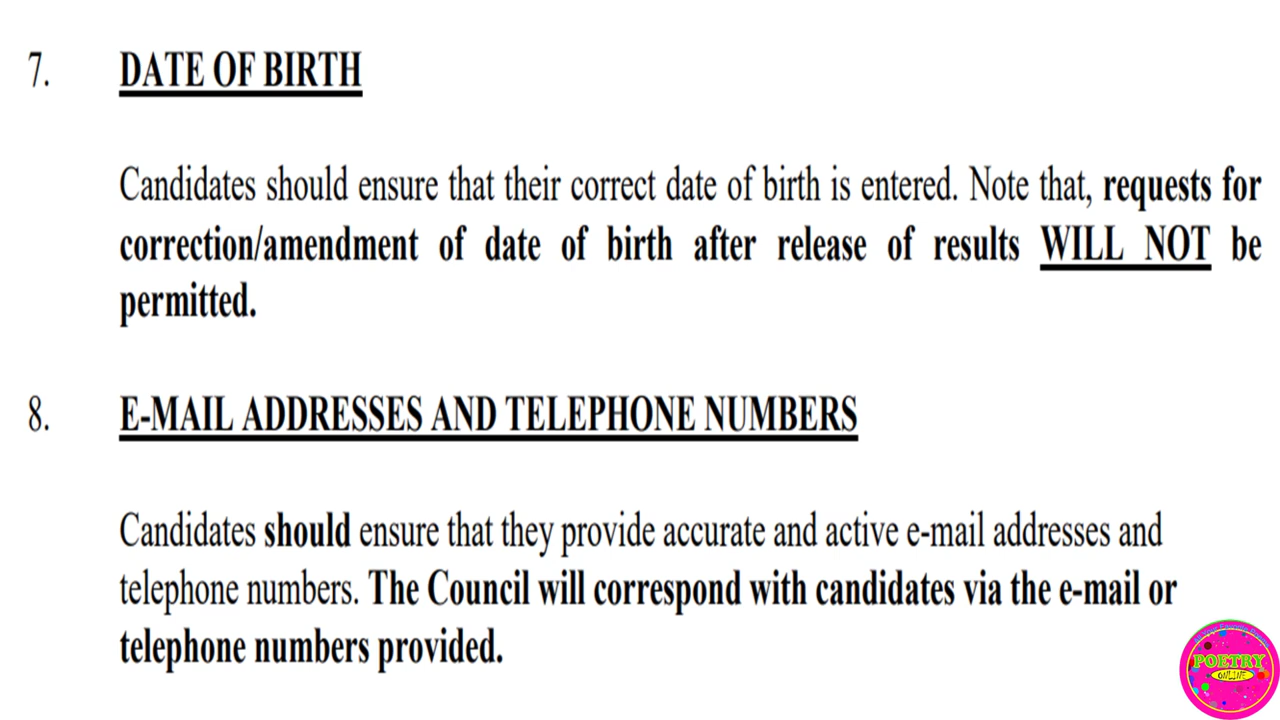 7. DATE OF BIRTH
Candidates should ensure that their correct date of birth is entered. Note that, requests for
correction/amendment of date of birth after release of results WILL NOT be
permitted.
8. E-MAIL ADDRESSES AND TELEPHONE NUMBERS
Candidates should ensure that they provide accurate and active e-mail addresses and
telephone numbers. The Council will correspond with candidates via the e-mail or
telephone numbers provided.
POETRY
ONLINE